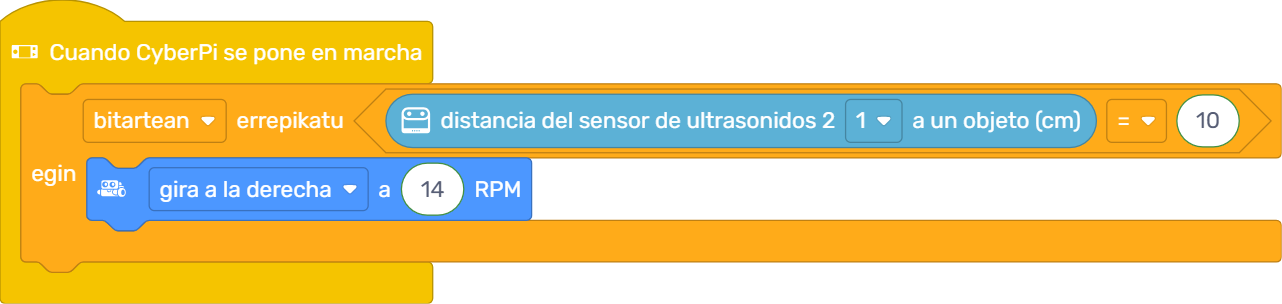 Cuando CyberPi se pone en marcha
bitartean errepikatu distancia del sensor de ultrasonidos 2 1 a un objeto (cm) = 10
egin gira a la derecha a 14 RPM